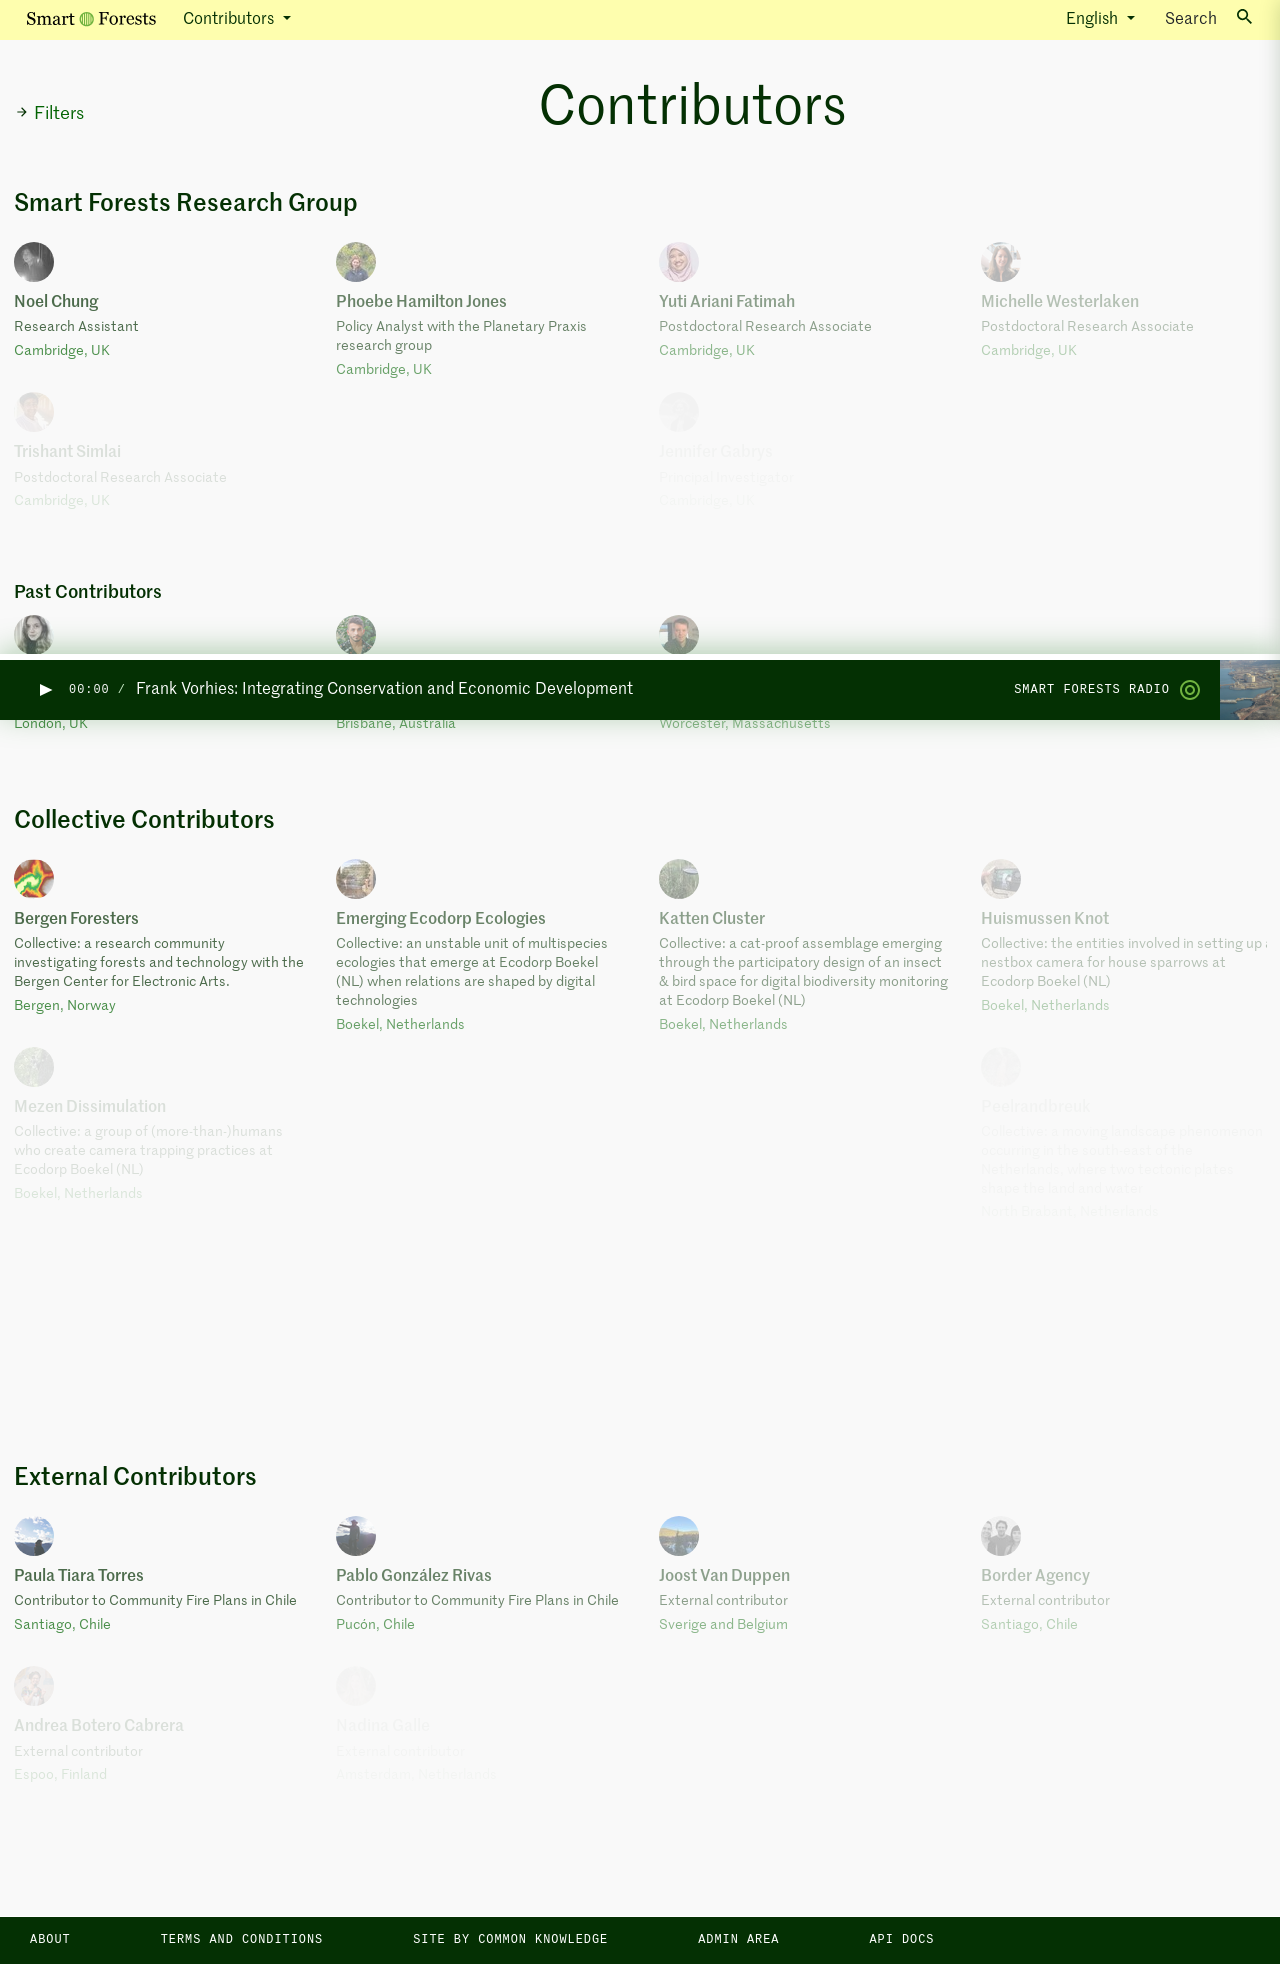 Smart Forests
Contributors
English
Search
Filters
Contributors
Smart Forests Research Group
Noel Chung
Research Assistant
Cambridge, UK
Phoebe Hamilton Jones
Policy Analyst with the Planetary Praxis
research group
Cambridge, UK
Yuti Ariani Fatimah
Postdoctoral Research Associate
Cambridge, UK
Michelle Westerlaken
Postdoctoral Research Associate
Cambridge, UK
Trishant Simlai
Postdoctoral Research Associate
Cambridge, UK
Jennifer Gabrys
Cambridge, UK
Past Contributors
▶ 00:00 / Frank Vorhies: Integrating Conservation and Economic Development
SMART FORESTS RADIO
London, UK
Brisbane, Australia
Worcester, Massachusetts
Collective Contributors
Bergen Foresters
Collective: a research community
investigating forests and technology with the
Bergen Center for Electronic Arts.
Bergen, Norway
Emerging Ecodorp Ecologies
Collective: an unstable unit of multispecies
ecologies that emerge at Ecodorp Boekel
(NL) when relations are shaped by digital
technologies
Boekel, Netherlands
Katten Cluster
Collective: a cat-proof assemblage emerging
through the participatory design of an insect
& bird space for digital biodiversity monitoring
at Ecodorp Boekel (NL)
Boekel, Netherlands
Huismussen Knot
Collective: the entities involved in setting up
nestbox camera for house sparrows at
Ecodorp Boekel (NL)
Boekel, Netherlands
Mezen Dissimulation
Collective: a group of (more-than-)humans
who create camera trapping practices at
Ecodorp Boekel (NL)
Boekel, Netherlands
Peelrandbreuk
External Contributors
Paula Tiara Torres
Contributor to Community Fire Plans in Chile
Santiago, Chile
Pablo González Rivas
Contributor to Community Fire Plans in Chile
Pucón, Chile
Joost Van Duppen
External contributor
Sverige and Belgium
Border Agency
External contributor
Santiago, Chile
Andrea Botero Cabrera
External contributor
Espoo, Finland
Nadina Galle
External contributor
Amsterdam, Netherlands
ABOUT
TERMS AND CONDITIONS
SITE BY COMMON KNOWLEDGE
ADMIN AREA
API DOCS